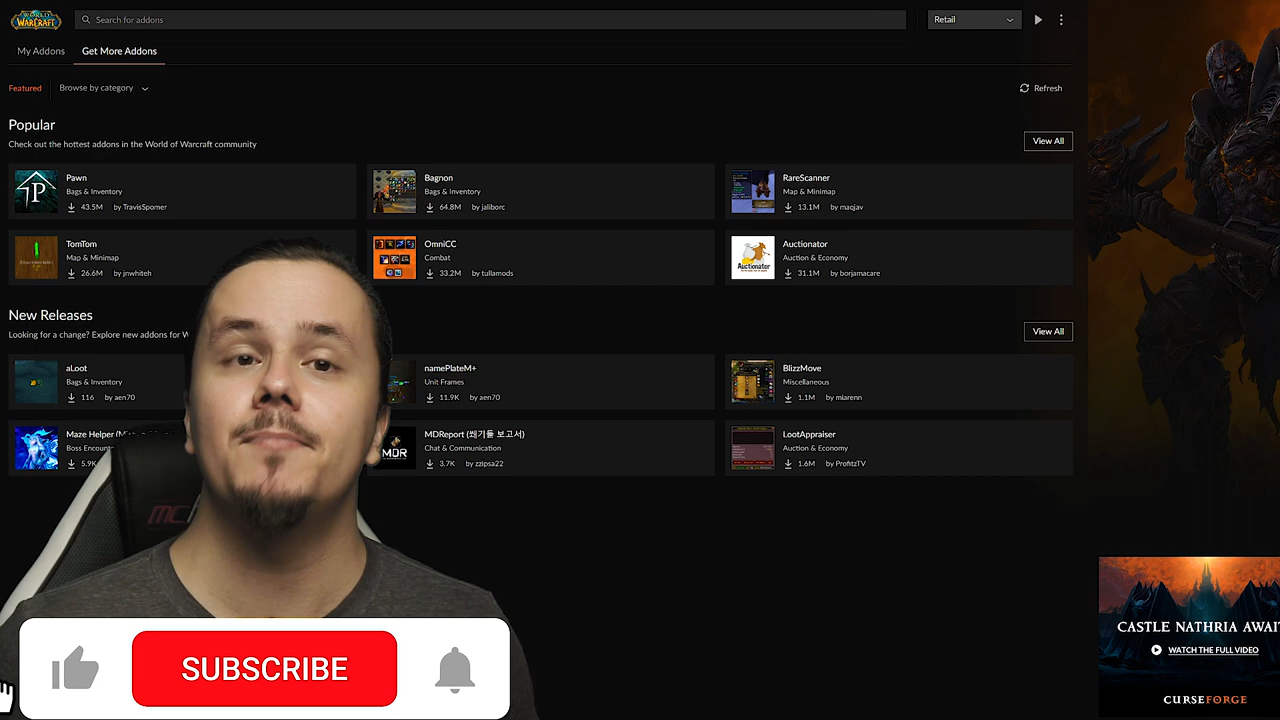 WORLD
WARCRAFT
Search for addons
Retail
My Addons
Get More Addons
Featured
Browse by category
Refresh
Popular
Check out the hottest addons in the World of Warcraft community
View All
Pawn
Bags & Inventory
43.5M by TravisSpomer
Bagnon
Bags & Inventory
64.8M by jaliborc
RareScanner
Map & Minimap
13.1M by maqjav
TomTom
Map & Minimap
26.6M by jnwhiteh
OmniCC
Combat
33.2M by tullamods
Auctionator
Auctionator
Auction & Economy
31.1M by borjamacare
New Releases
Looking for a change? Explore new addons for W
View All
aLoot
Bags & Inventory
116 by aen70
namePlateM+
Unit Frames
11.9K by aen70
BlizzMove
Miscellaneous
1.1M by miarenn
Maze Helper
Boss Encount
5.9K
MDR
MDReport (쐐기돌 보고서)
Chat & Communication
3.7K by zzipsa22
LootAppraiser
Auction & Economy
1.6M by ProfitzTV
MC
SUBSCRIBE
CASTLE NATHRIA AWAIT
WATCH THE FULL VIDEO
CURSEFORGE